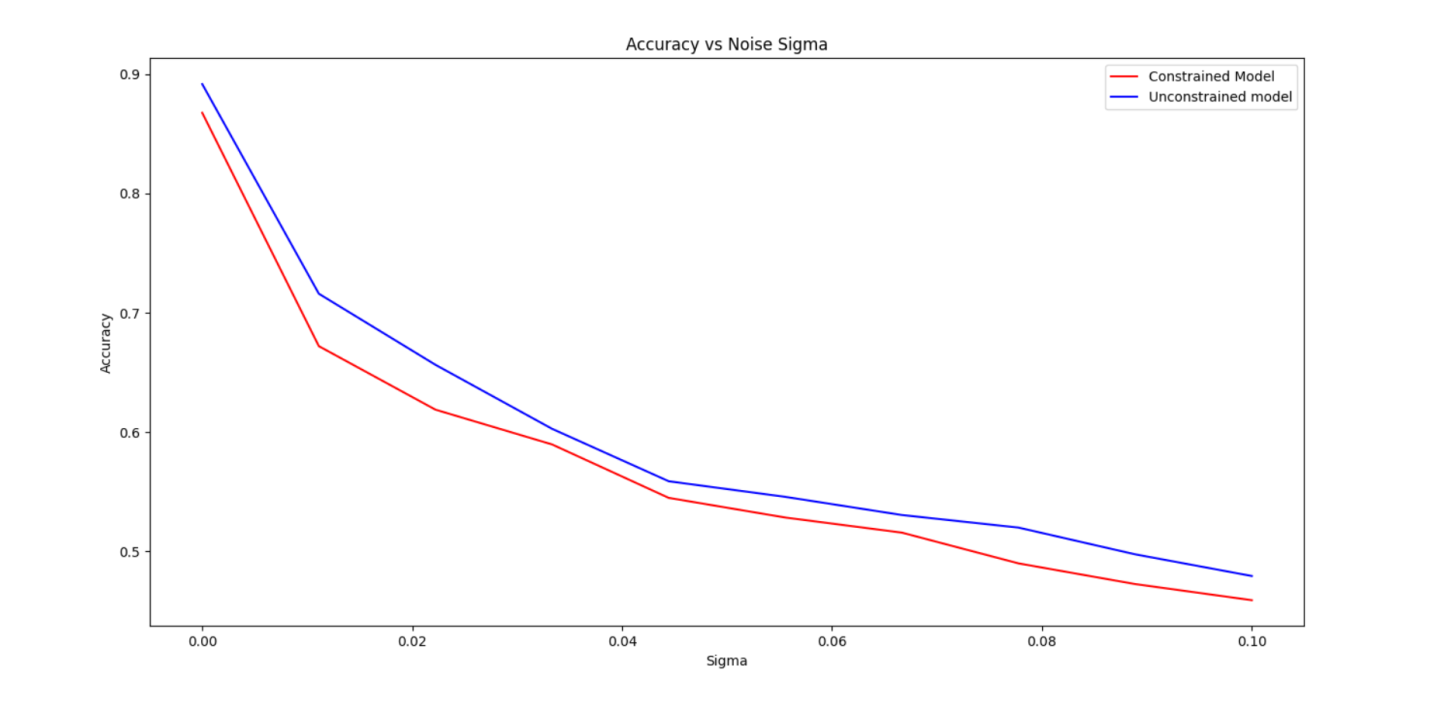 Accuracy vs Noise Sigma
Constrained Model
Unconstrained model
Accuracy
0.9
0.8
0.7
0.6
0.5
0.00
0.02
0.04
0.06
0.08
0.10
Sigma